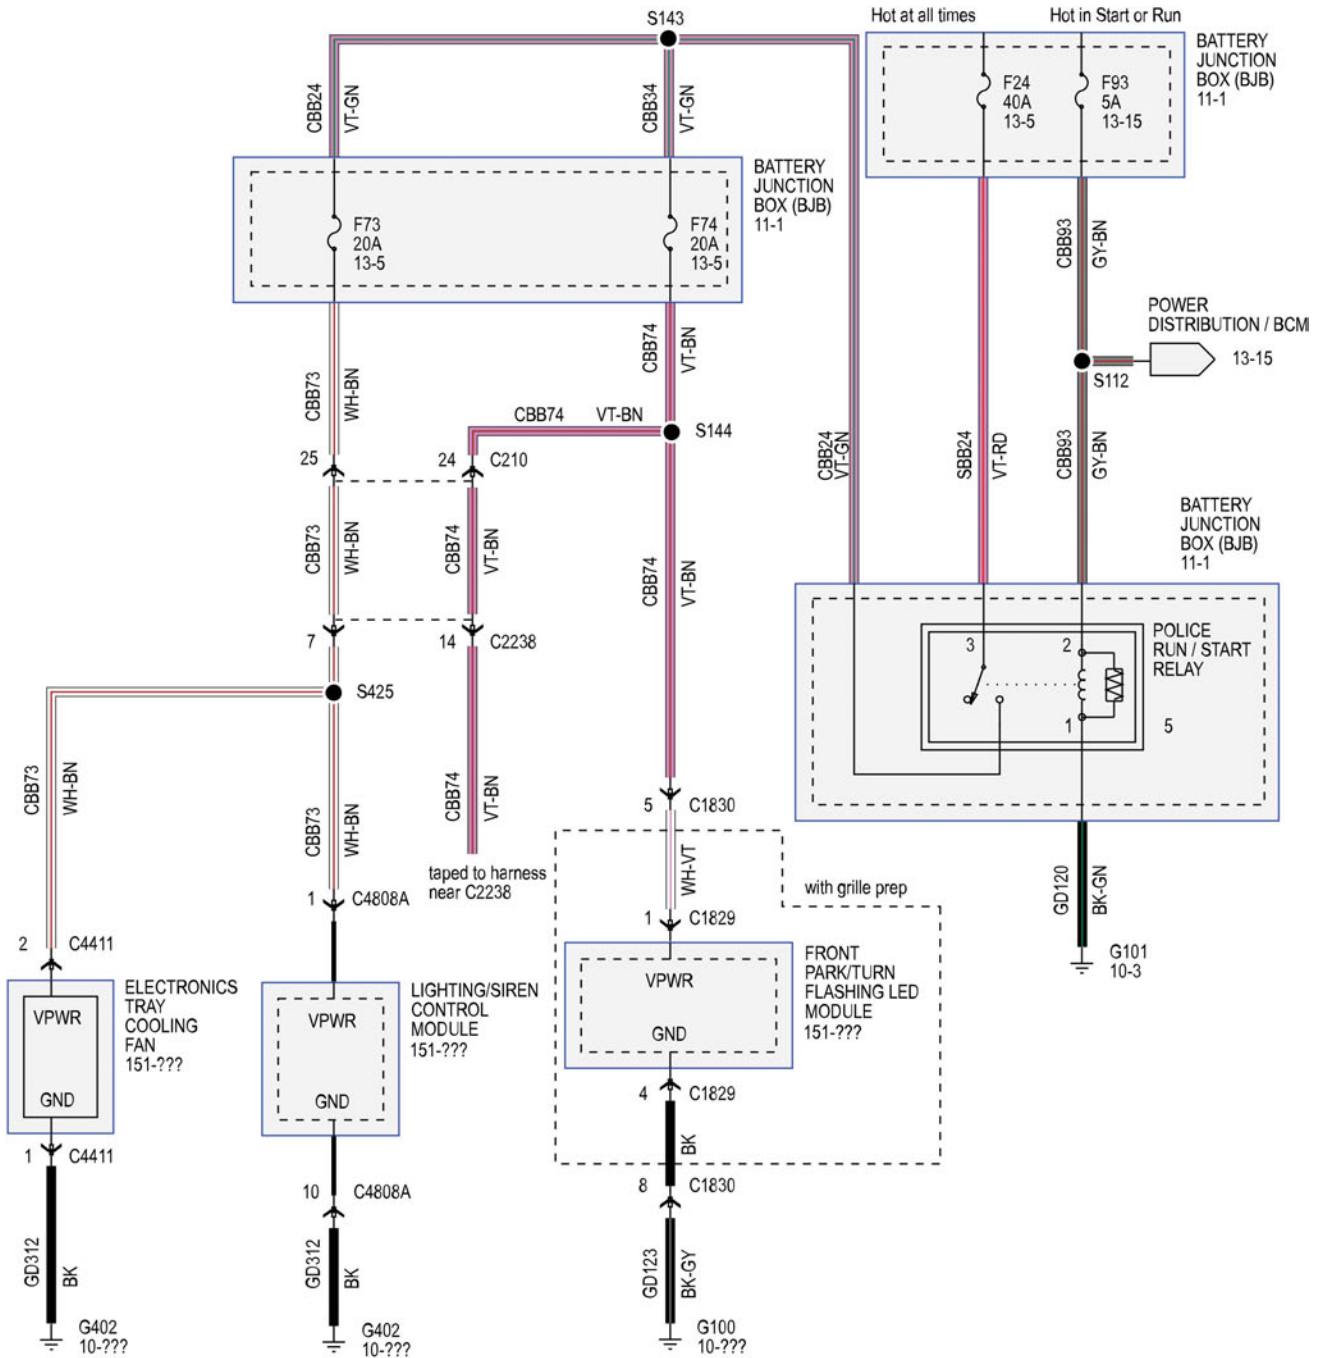 S143
Hot at all times
Hot in Start or Run
CBB24
VT-GN
CBB34
VT-GN
F24
40A
13-5
F93
5A
13-15
BATTERY
JUNCTION
BOX (BJB)
11-1
F73
20A
13-5
F74
20A
13-5
BATTERY
JUNCTION
BOX (BJB)
11-1
CBB93
GY-BN
POWER
DISTRIBUTION / BCM
13-15
S112
CBB73
WH-BN
CBB74
VT-BN
CBB74
VT-BN
S144
25
24
C210
CBB24
VT-GN
SBB24
VT-RD
CBB93
GY-BN
CBB73
WH-BN
CBB74
VT-BN
CBB74
VT-BN
BATTERY
JUNCTION
BOX (BJB)
11-1
7
14
C2238
3
2
POLICE
RUN / START
RELAY
1
5
S425
CBB73
WH-BN
CBB73
WH-BN
CBB74
VT-BN
5
C1830
taped to harness
near C2238
WH-VT
with grille prep
GD120
BK-GN
1
C4808A
1
C1829
2
C4411
G101
10-3
ELECTRONICS
TRAY
COOLING
FAN
151-???
VPWR
GND
LIGHTING/SIREN
CONTROL
MODULE
151-???
VPWR
GND
FRONT
PARK/TURN
FLASHING LED
MODULE
151-???
VPWR
GND
4
C1829
BK
1
C4411
10
C4808A
8
C1830
GD312
BK
GD312
BK
GD123
BK-GY
G402
10-???
G402
10-???
G100
10-???